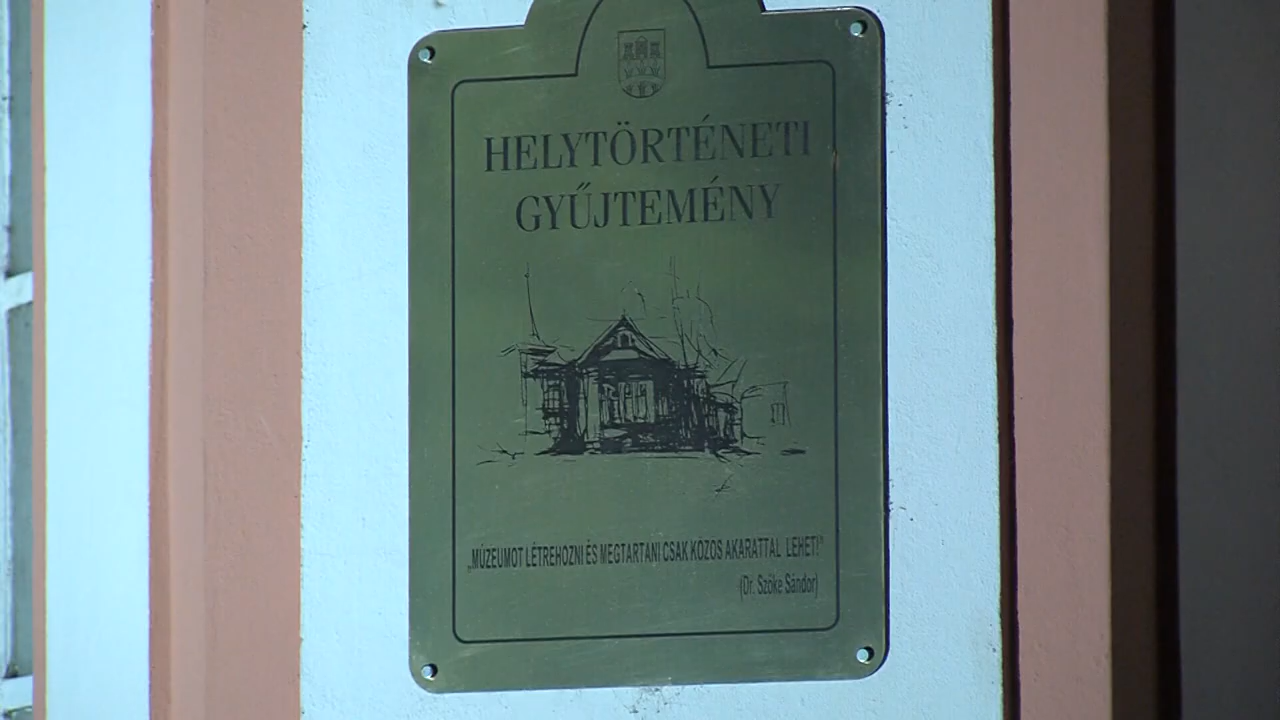 HELYTÖRTÉNETI
GYŰJTEMÉNY
„MÚZEUMOT LÉTREHOZNI ÉS MEGTARTANI CSAK KÖZÖS AKARATTAL LEHET!”
(Dr. Szőke Sándor)